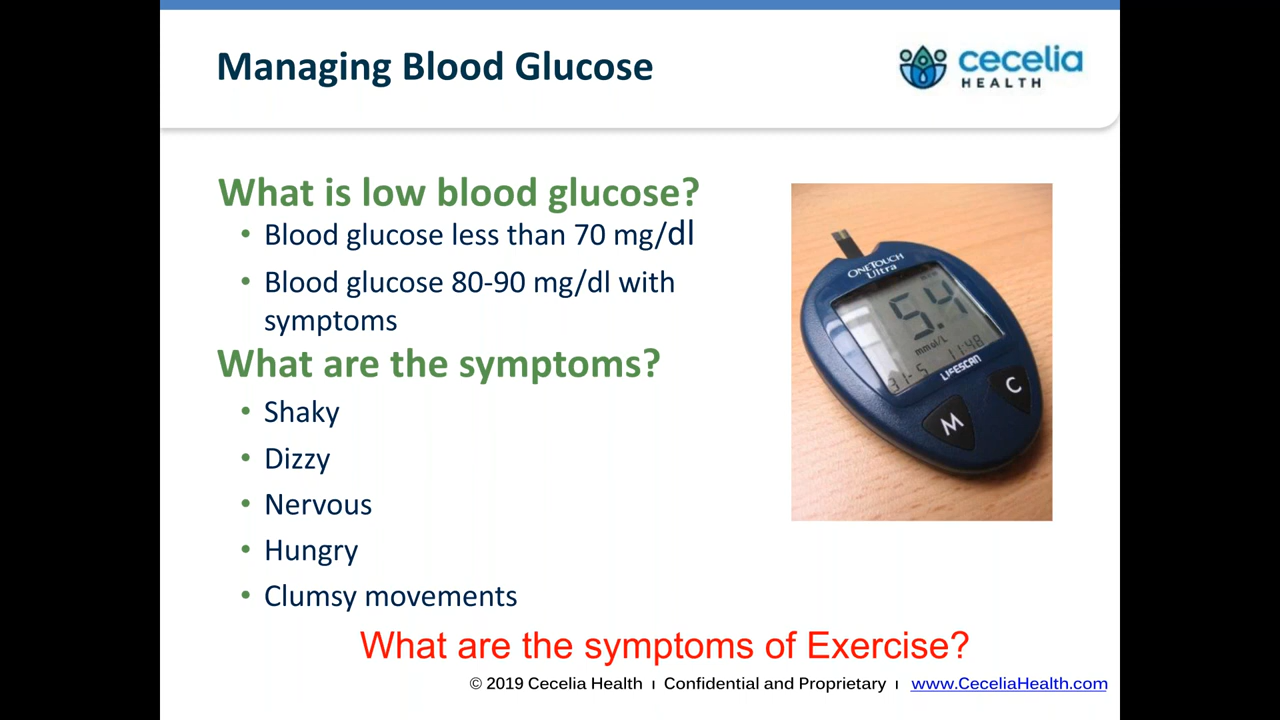 Managing Blood Glucose
cecelia
HEALTH
What is low blood glucose?
• Blood glucose less than 70 mg/dl
• Blood glucose 80-90 mg/dl with
symptoms
What are the symptoms?
• Shaky
• Dizzy
• Nervous
• Hungry
• Clumsy movements
ONETOUCH
Ultra
5.4
mmol/L
31-5 11:48
LIFESCAN
M
C
What are the symptoms of Exercise?
© 2019 Cecelia Health ı Confidential and Proprietary ı www.CeceliaHealth.com